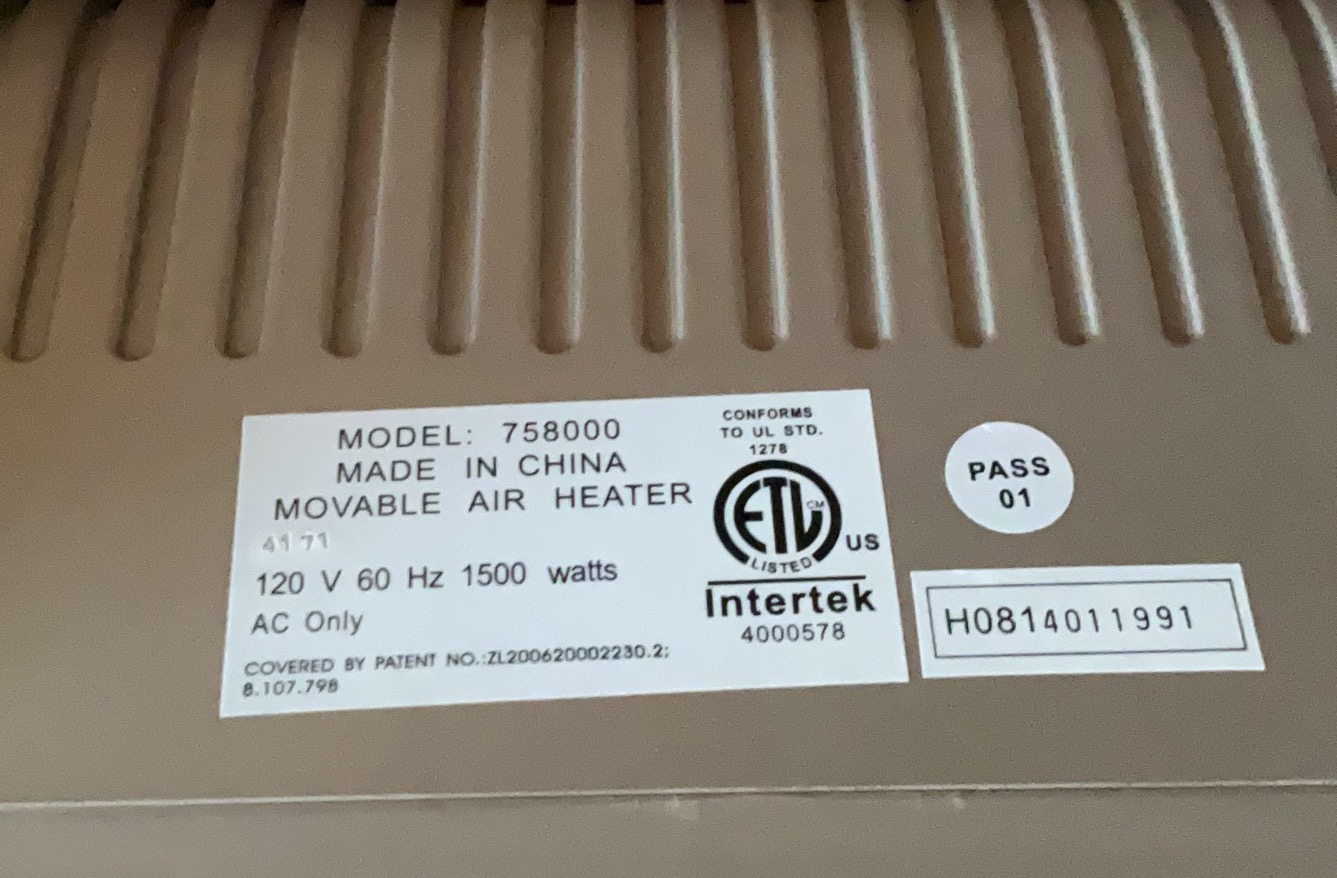 MODEL: 758000
MADE IN CHINA
MOVABLE AIR HEATER
4171
120 V 60 Hz 1500 watts
AC Only
COVERED BY PATENT NO.:ZL200620002230.2;
8.107.798
CONFORMS
TO UL STD.
1278
ETL CM
LISTED
US
Intertek
4000578
PASS
01
H0814011991